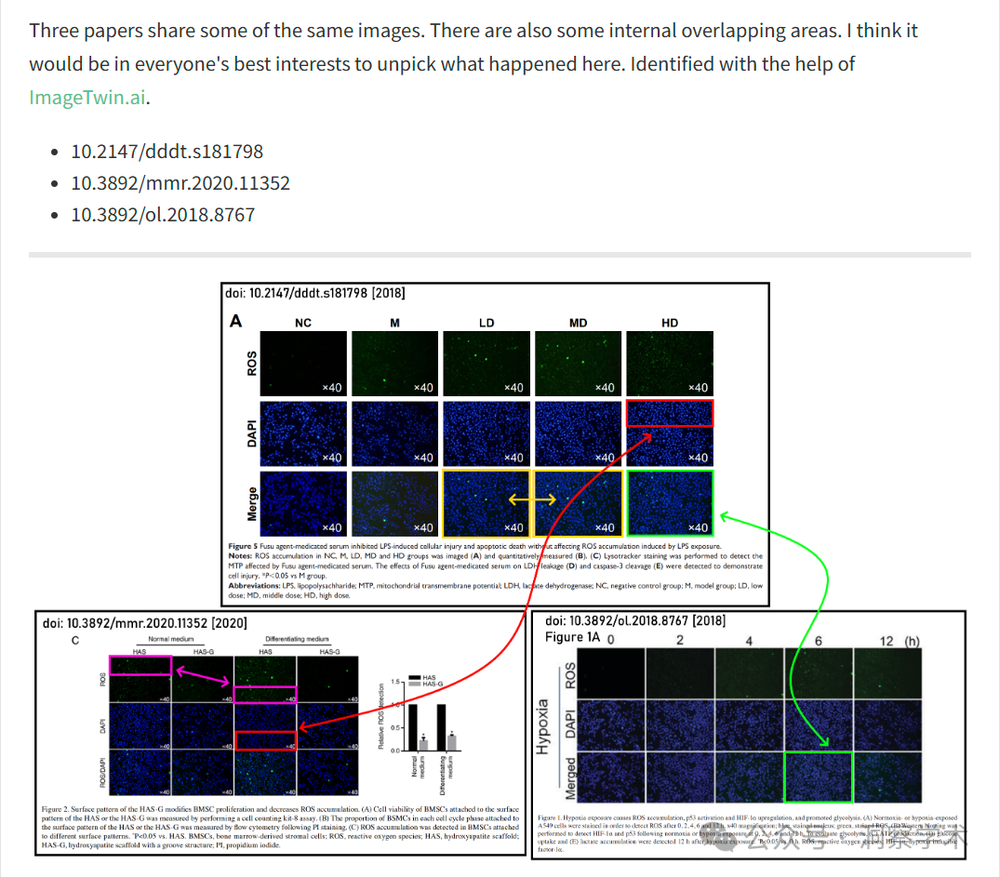 Three papers share some of the same images. There are also some internal overlapping areas. I think it
would be in everyone's best interests to unpick what happened here. Identified with the help of
ImageTwin.ai.
• 10.2147/dddt.s181798
• 10.3892/mmr.2020.11352
• 10.3892/ol.2018.8767
doi: 10.2147/dddt.s181798 [2018]
A
NC M LD MD HD
ROS
×40 ×40 ×40 ×40 ×40
DAPI
×40 ×40 ×40 ×40 ×40
Merge
×40 ×40 ×40 ×40 ×40
Figure 5 Fusu agent-medicated serum inhibited LPS-induced cellular injury and apoptotic death without affecting ROS accumulation induced by LPS exposure.
Notes: ROS accumulation in NC, M, LD, MD and HD groups was imaged (A) and quantitatively measured (B). (C) Lysotracker staining was performed to detect the
MTP affected by Fusu agent-medicated serum. The effects of Fusu agent-medicated serum on LDH leakage (D) and caspase-3 cleavage (E) were detected to demonstrate
cell injury. *P<0.05 vs M group.
Abbreviations: LPS, lipopolysachharide; MTP, mitochondrial transmembrane potential; LDH, lactate dehydrogenase; NC, negative control group; M, model group; LD, low
dose; MD, middle dose; HD, high dose.
doi: 10.3892/mmr.2020.11352 [2020]
C
Normal medium Differentiating medium
HAS HAS-G HAS HAS-G
ROS
×40 ×40 ×40 ×40
DAPI
×40 ×40 ×40 ×40
ROS/DAPI
×40 ×40 ×40 ×40
HAS
HAS-G
Relative ROS detection
1.5
1.0
0.5
0.0
Normal medium
Differentiating medium
Figure 2. Surface pattern of the HAS-G modifies BMSC proliferation and decreases ROS accumulation. (A) Cell viability of BMSCs attached to the surface
pattern of the HAS or the HAS-G was measured by performing a cell counting kit-8 assay. (B) The proportion of BSMCs in each cell cycle phase attached to
the surface pattern of the HAS or the HAS-G was measured by flow cytometry following PI staining. (C) ROS accumulation was detected in BMSCs attached
to different surface patterns. *P<0.05 vs. HAS. BMSCs, bone marrow-derived stromal cells; ROS, reactive oxygen species; HAS, hydroxyapatite scaffold;
HAS-G, hydroxyapatite scaffold with a groove structure; PI, propidium iodide.
doi: 10.3892/ol.2018.8767 [2018]
Figure 1A
0 2 4 6 12 (h)
Hypoxia
ROS
DAPI
Merged
Figure 1. Hypoxia exposure causes ROS accumulation, p53 activation and HIF-1α upregulation, and promoted glycolysis. (A) Normoxia- or hypoxia-exposed
A549 cells were stained in order to detect ROS after 0, 2, 4, 6 and 12 h. x40 magnification; blue, stained nucleus; green, stained ROS. (B) Western blotting was
performed to detect HIF-1α and p53 following normoxia or hypoxia exposure at 0, 2, 4, 6 and 12 h. To evaluate glycolysis, (C) ATP production, (D) glucose
uptake and (E) lactate accumulation were detected 12 h after hypoxia exposure. *P<0.05 vs. 0 h. ROS, reactive oxygen species; HIF-1α, hypoxia inducible
factor-1α.
公众号